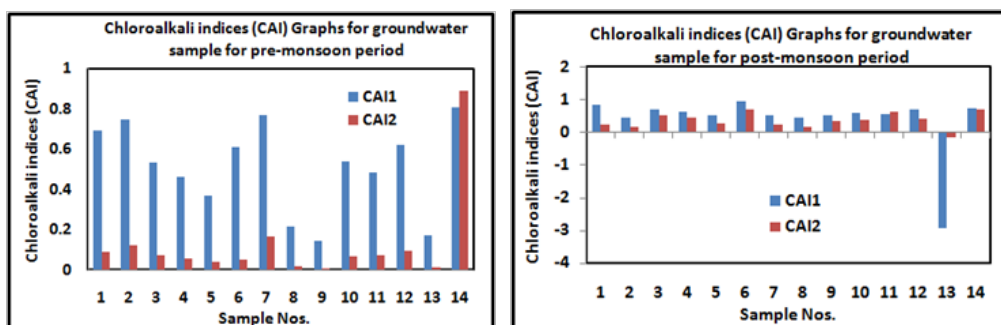 Chloroalkali indices (CAI) Graphs for groundwater
sample for pre-monsoon period
Chloroalkali indices (CAI)
1
0.8
0.6
0.4
0.2
0
CAI1
CAI2
1 2 3 4 5 6 7 8 9 10 11 12 13 14
Sample Nos.
Chloroalkali indices (CAI) Graphs for groundwater
sample for post-monsoon period
Chloroalkali indices (CAI)
2
1
0
-1
-2
-3
-4
CAI1
CAI2
1 2 3 4 5 6 7 8 9 10 11 12 13 14
Sample Nos.